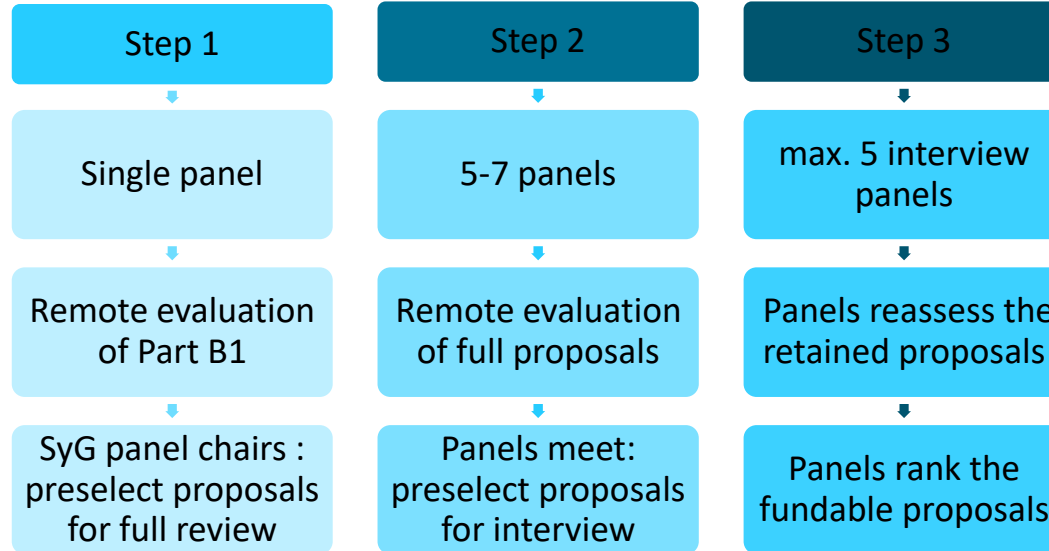 Step 1
Single panel
Remote evaluation
of Part B1
SyG panel chairs :
preselect proposals
for full review
Step 2
5-7 panels
Remote evaluation
of full proposals
Panels meet:
preselect proposals
for interview
Step 3
max. 5 interview
panels
Panels reassess the
retained proposals
Panels rank the
fundable proposals